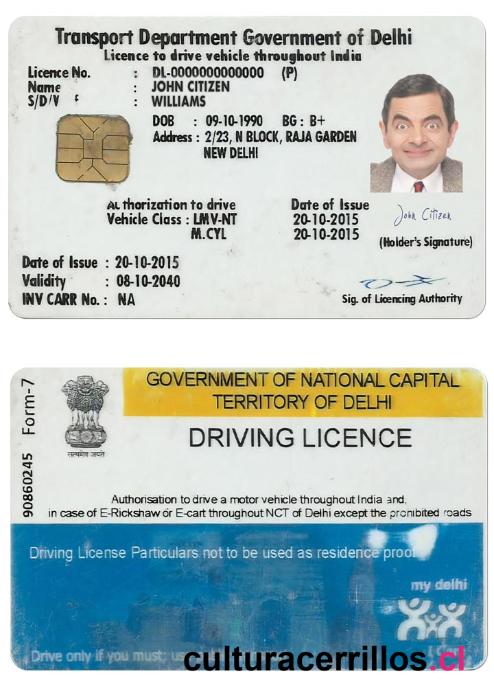 Transport Department Government of Delhi
Licence to drive vehicle throughout India
Licence No. : DL-0000000000000 (P)
Name : JOHN CITIZEN
S/D/W : WILLIAMS
DOB : 09-10-1990 BG : B+
Address : 2/23, N BLOCK, RAJA GARDEN
NEW DELHI
Authorization to drive Date of Issue
Vehicle Class : LMV-NT 20-10-2015
M.CYL 20-10-2015
John Citizen
(Holder's Signature)
Date of Issue : 20-10-2015
Validity : 08-10-2040
INV CARR No. : NA
Sig. of Licencing Authority
90860245 Form-7
सत्यमेव जयते
GOVERNMENT OF NATIONAL CAPITAL
TERRITORY OF DELHI
DRIVING LICENCE
Authorisation to drive a motor vehicle throughout India and,
in case of E-Rickshaw or E-cart throughout NCT of Delhi except the prohibited roads
Driving License Particulars not to be used as residence proof
my delhi
Drive only if you must;
culturacerrillos.cl